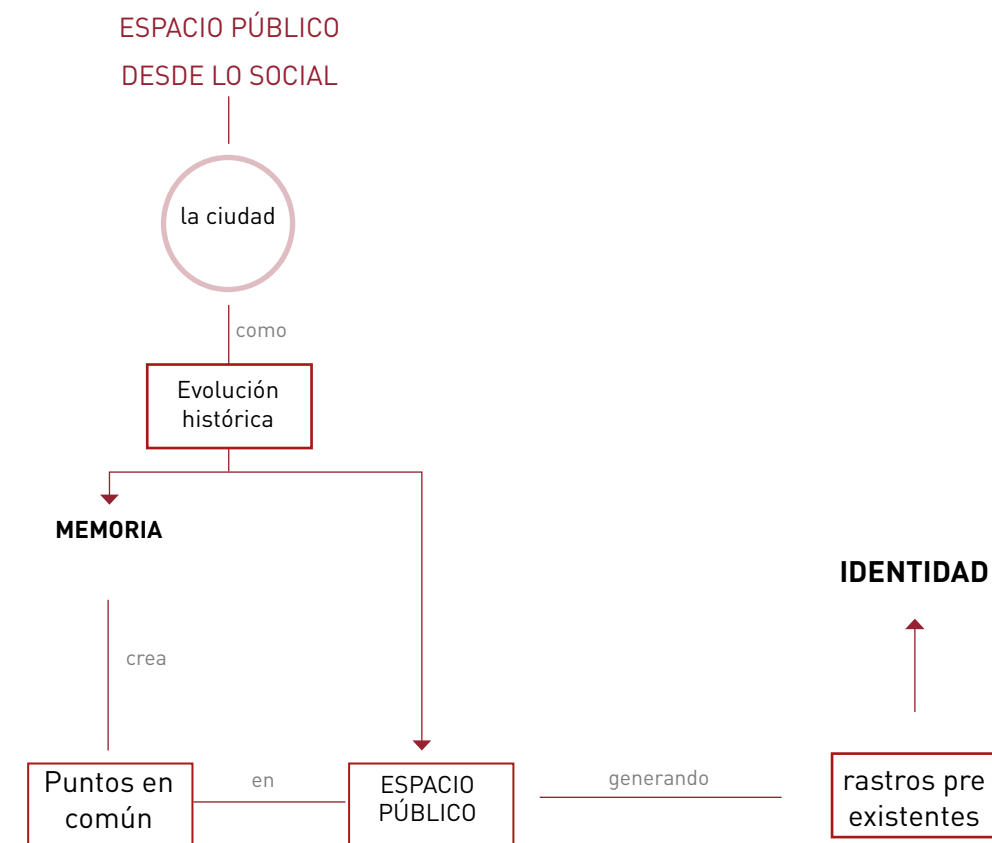 ESPACIO PÚBLICO
DESDE LO SOCIAL
la ciudad
como
Evolución
histórica
MEMORIA
IDENTIDAD
crea
Puntos en
común
en
ESPACIO
PÚBLICO
generando
rastros pre
existentes